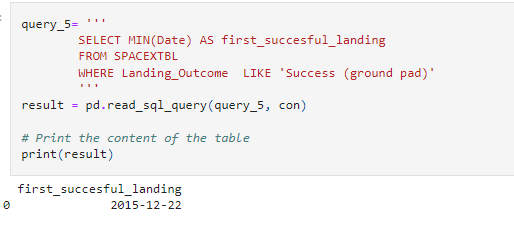 query_5= '''
SELECT MIN(Date) AS first_succesful_landing
FROM SPACEXTBL
WHERE Landing_Outcome  LIKE 'Success (ground pad)'
'''
result = pd.read_sql_query(query_5, con)
# Print the content of the table
print(result)
first_succesful_landing
0 2015-12-22